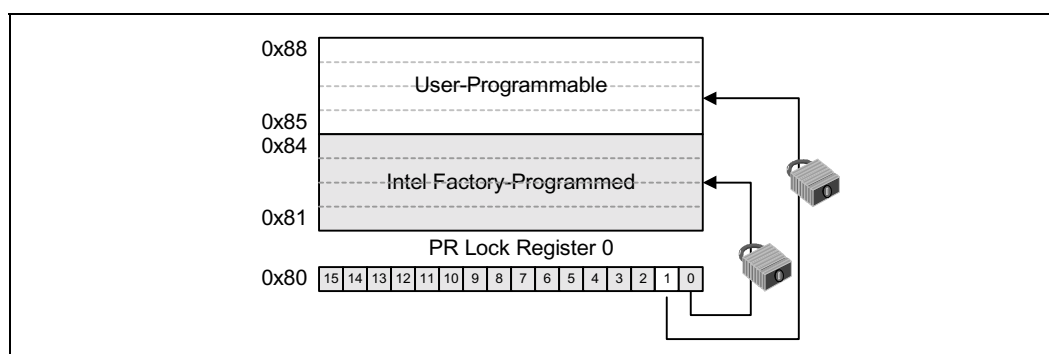 0x88
User-Programmable
0x85
0x84
Intel Factory-Programmed
0x81
PR Lock Register 0
0x80 15 14 13 12 11 10 9 8 7 6 5 4 3 2 1 0